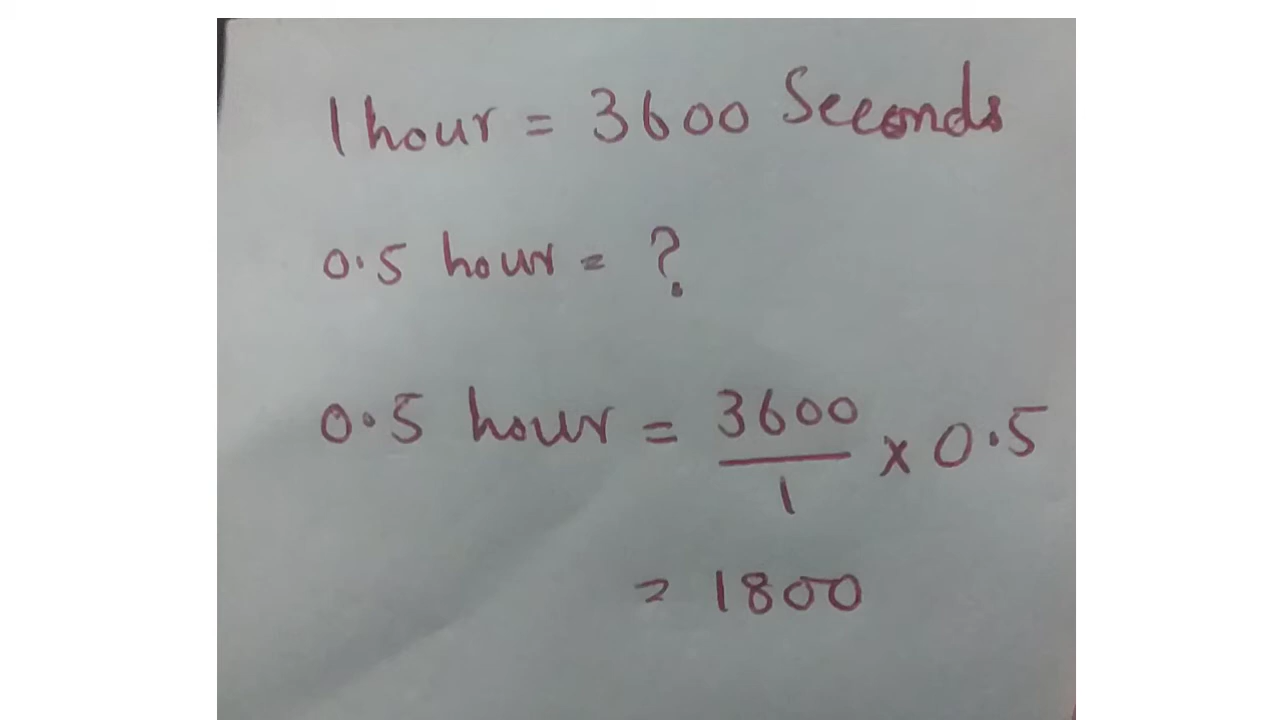 1 hour = 3600 Seconds
0.5 hour = ?
0.5 hour = 3600/1 × 0.5
= 1800